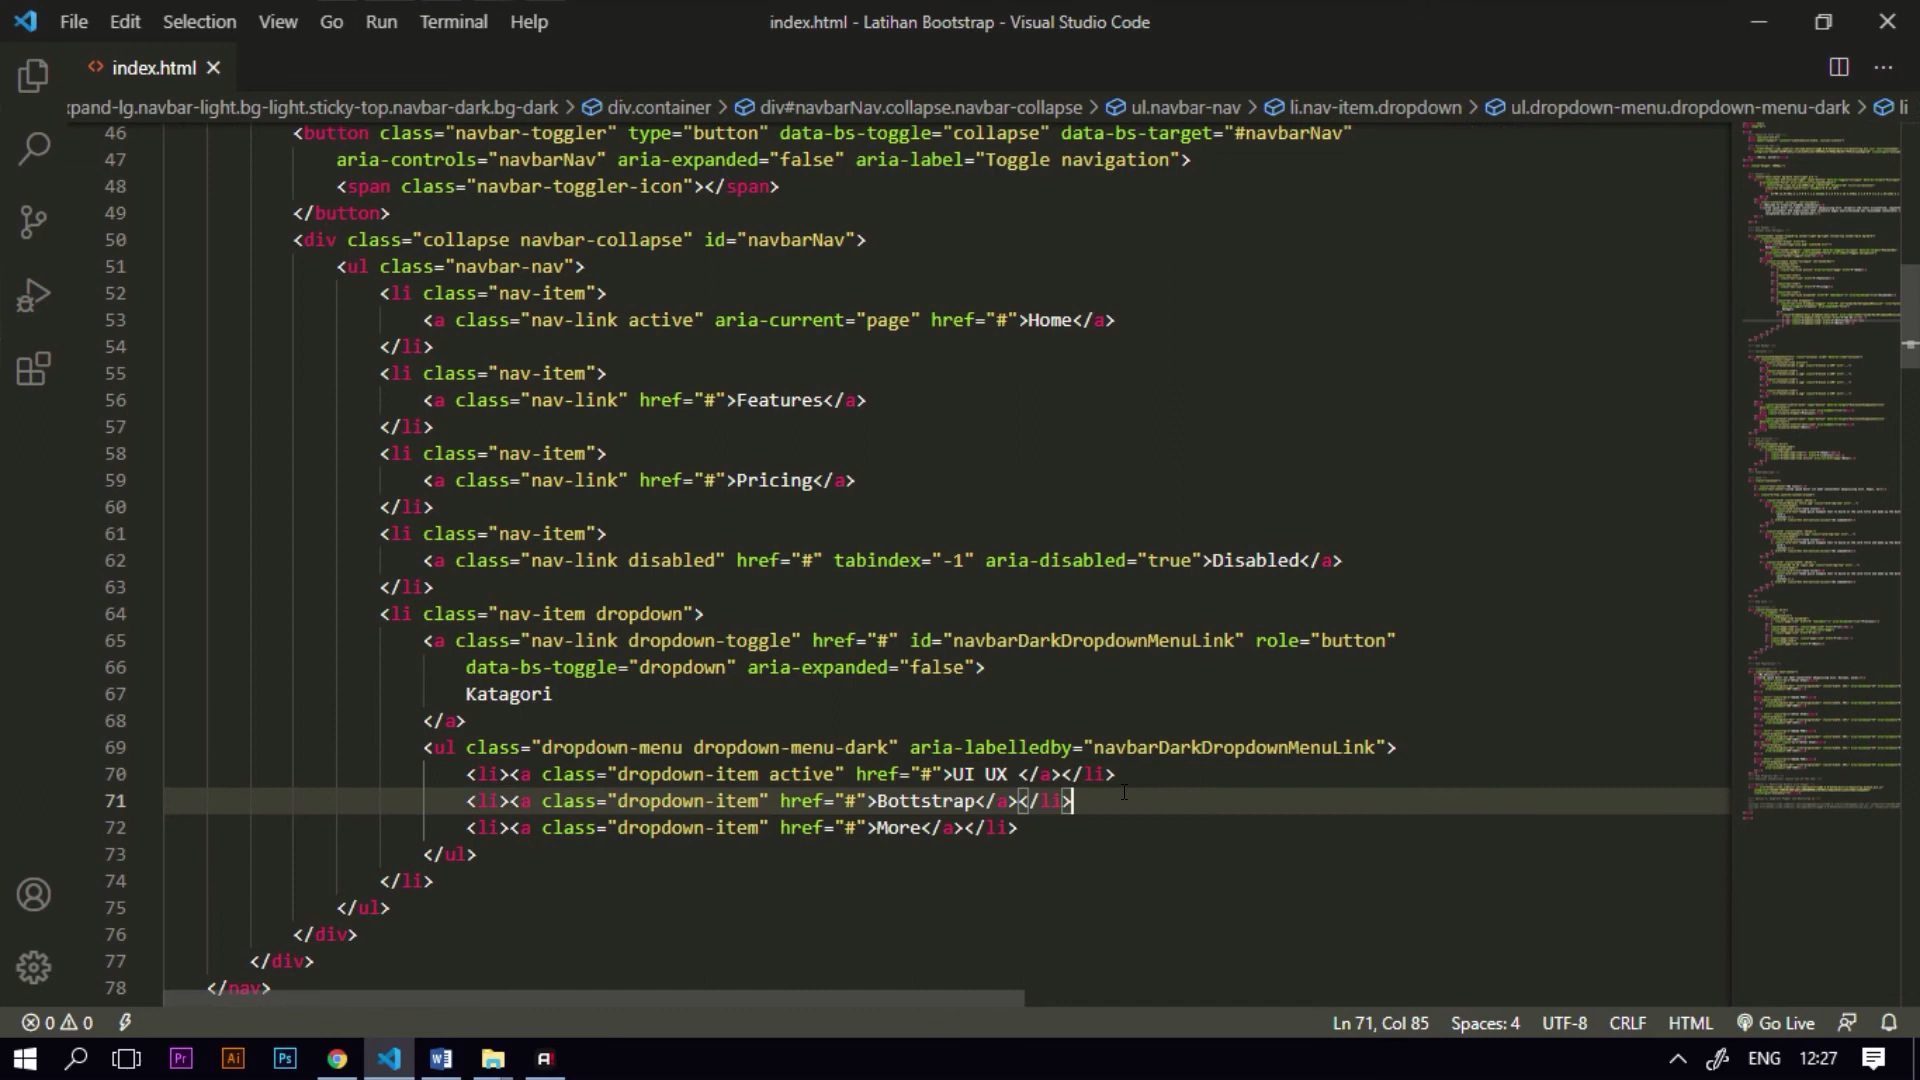 File Edit Selection View Go Run Terminal Help
index.html - Latihan Bootstrap - Visual Studio Code
index.html
pand-lg.navbar-light.bg-light.sticky-top.navbar-dark.bg-dark > div.container > div#navbarNav.collapse.navbar-collapse > ul.navbar-nav > li.nav-item.dropdown > ul.dropdown-menu.dropdown-menu-dark > li
46 <button class="navbar-toggler" type="button" data-bs-toggle="collapse" data-bs-target="#navbarNav"
47 aria-controls="navbarNav" aria-expanded="false" aria-label="Toggle navigation">
48 <span class="navbar-toggler-icon"></span>
49 </button>
50 <div class="collapse navbar-collapse" id="navbarNav">
51 <ul class="navbar-nav">
52 <li class="nav-item">
53 <a class="nav-link active" aria-current="page" href="#">Home</a>
54 </li>
55 <li class="nav-item">
56 <a class="nav-link" href="#">Features</a>
57 </li>
58 <li class="nav-item">
59 <a class="nav-link" href="#">Pricing</a>
60 </li>
61 <li class="nav-item">
62 <a class="nav-link disabled" href="#" tabindex="-1" aria-disabled="true">Disabled</a>
63 </li>
64 <li class="nav-item dropdown">
65 <a class="nav-link dropdown-toggle" href="#" id="navbarDarkDropdownMenuLink" role="button"
66 data-bs-toggle="dropdown" aria-expanded="false">
67 Katagori
68 </a>
69 <ul class="dropdown-menu dropdown-menu-dark" aria-labelledby="navbarDarkDropdownMenuLink">
70 <li><a class="dropdown-item active" href="#">UI UX </a></li>
71 <li><a class="dropdown-item" href="#">Bottstrap</a></li>
72 <li><a class="dropdown-item" href="#">More</a></li>
73 </ul>
74 </li>
75 </ul>
76 </div>
77 </div>
78 </nav>
0 0 Ln 71, Col 85 Spaces: 4 UTF-8 CRLF HTML Go Live
Pr Ai Ps W A! ENG 12:27